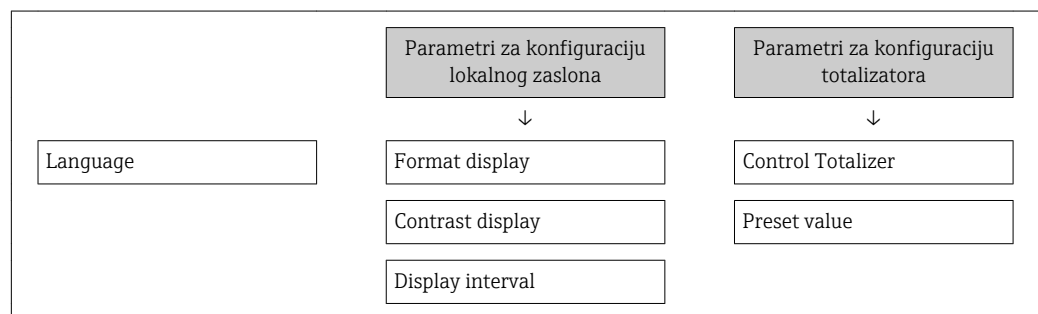 Parametri za konfiguraciju
lokalnog zaslona
Parametri za konfiguraciju
totalizatora
↓
↓
Language
Format display
Control Totalizer
Contrast display
Preset value
Display interval